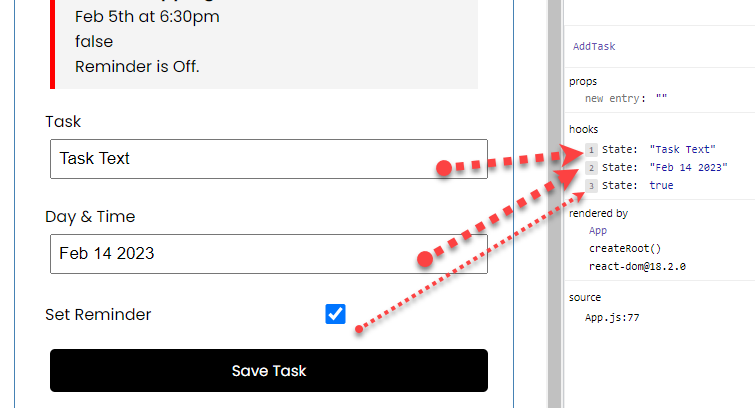 Feb 5th at 6:30pm
false
Reminder is Off.
Task
Task Text
Day & Time
Feb 14 2023
Set Reminder
Save Task
AddTask
props
new entry: ""
hooks
1 State: "Task Text"
2 State: "Feb 14 2023"
3 State: true
rendered by
App
createRoot()
react-dom@18.2.0
source
App.js:77